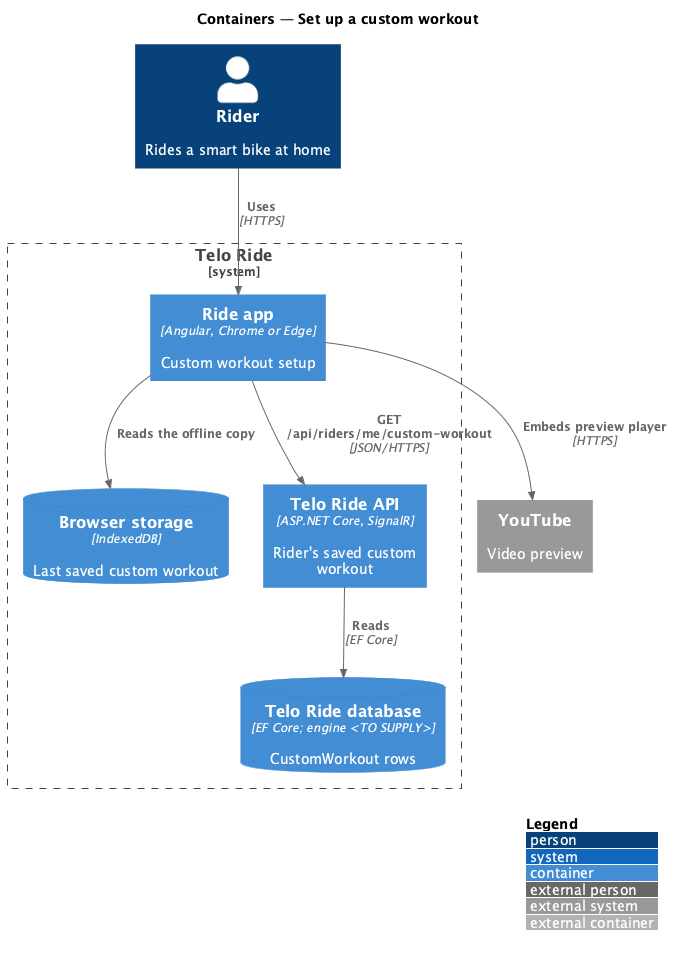 Containers — Set up a custom workout
Rider
Rides a smart bike at home
Uses
[HTTPS]
Telo Ride
[system]
Ride app
[Angular, Chrome or Edge]
Custom workout setup
Reads the offline copy
GET
/api/riders/me/custom-workout
[JSON/HTTPS]
Embeds preview player
[HTTPS]
Browser storage
[IndexedDB]
Last saved custom workout
Telo Ride API
[ASP.NET Core, SignalR]
Rider's saved custom
workout
YouTube
Video preview
Reads
[EF Core]
Telo Ride database
[EF Core; engine <TO SUPPLY>]
CustomWorkout rows
Legend
person
system
container
external person
external system
external container